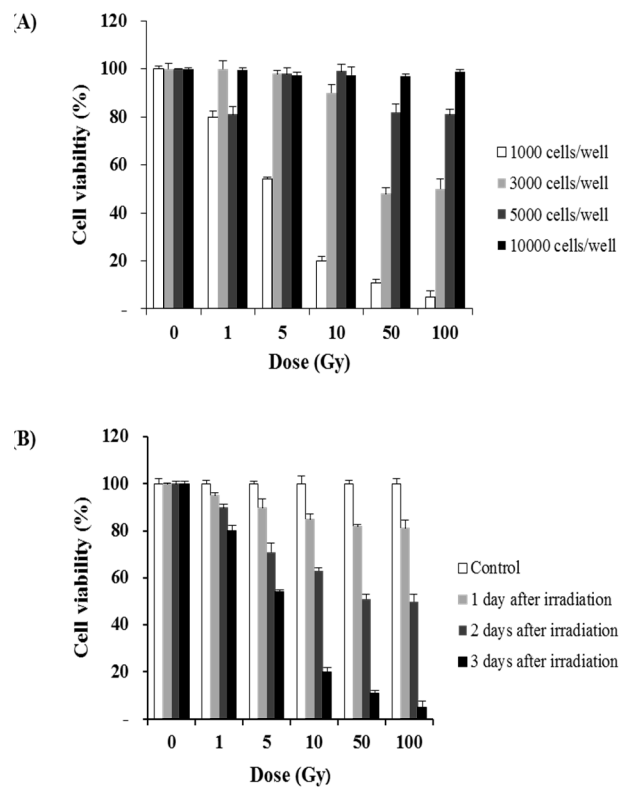 (A)
120
100
80
60
40
20
-
Cell viabiltiy (%)
0 1 5 10 50 100
Dose (Gy)
1000 cells/well
3000 cells/well
5000 cells/well
10000 cells/well
(B)
120
100
80
60
40
20
-
Cell viability (%)
0 1 5 10 50 100
Dose (Gy)
Control
1 day after irradiation
2 days after irradiation
3 days after irradiation